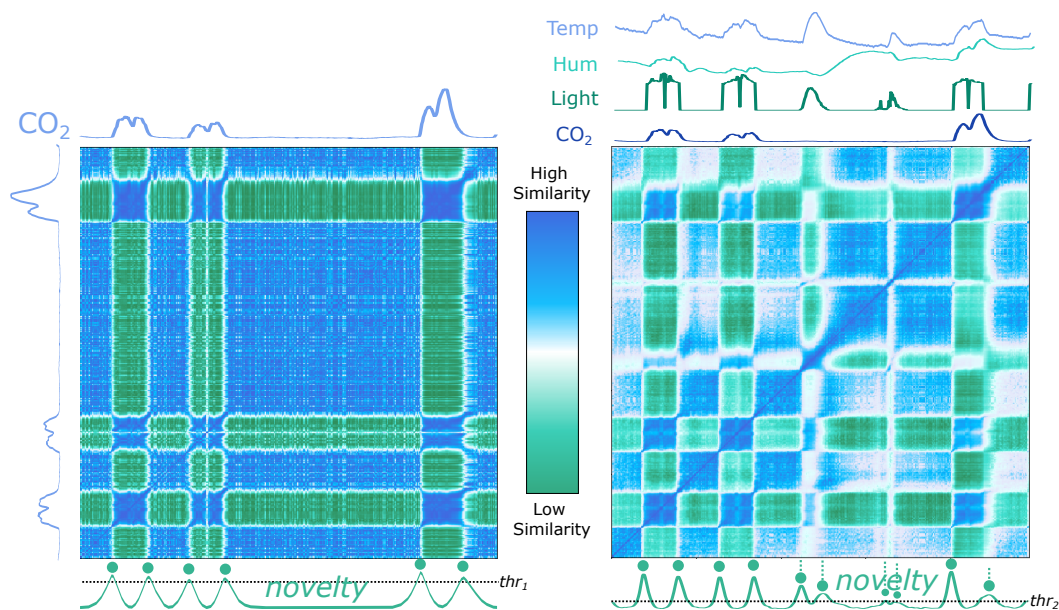 Temp
Hum
Light
CO₂
CO₂
High
Similarity
Low
Similarity
novelty
thr₁
novelty
thr₂